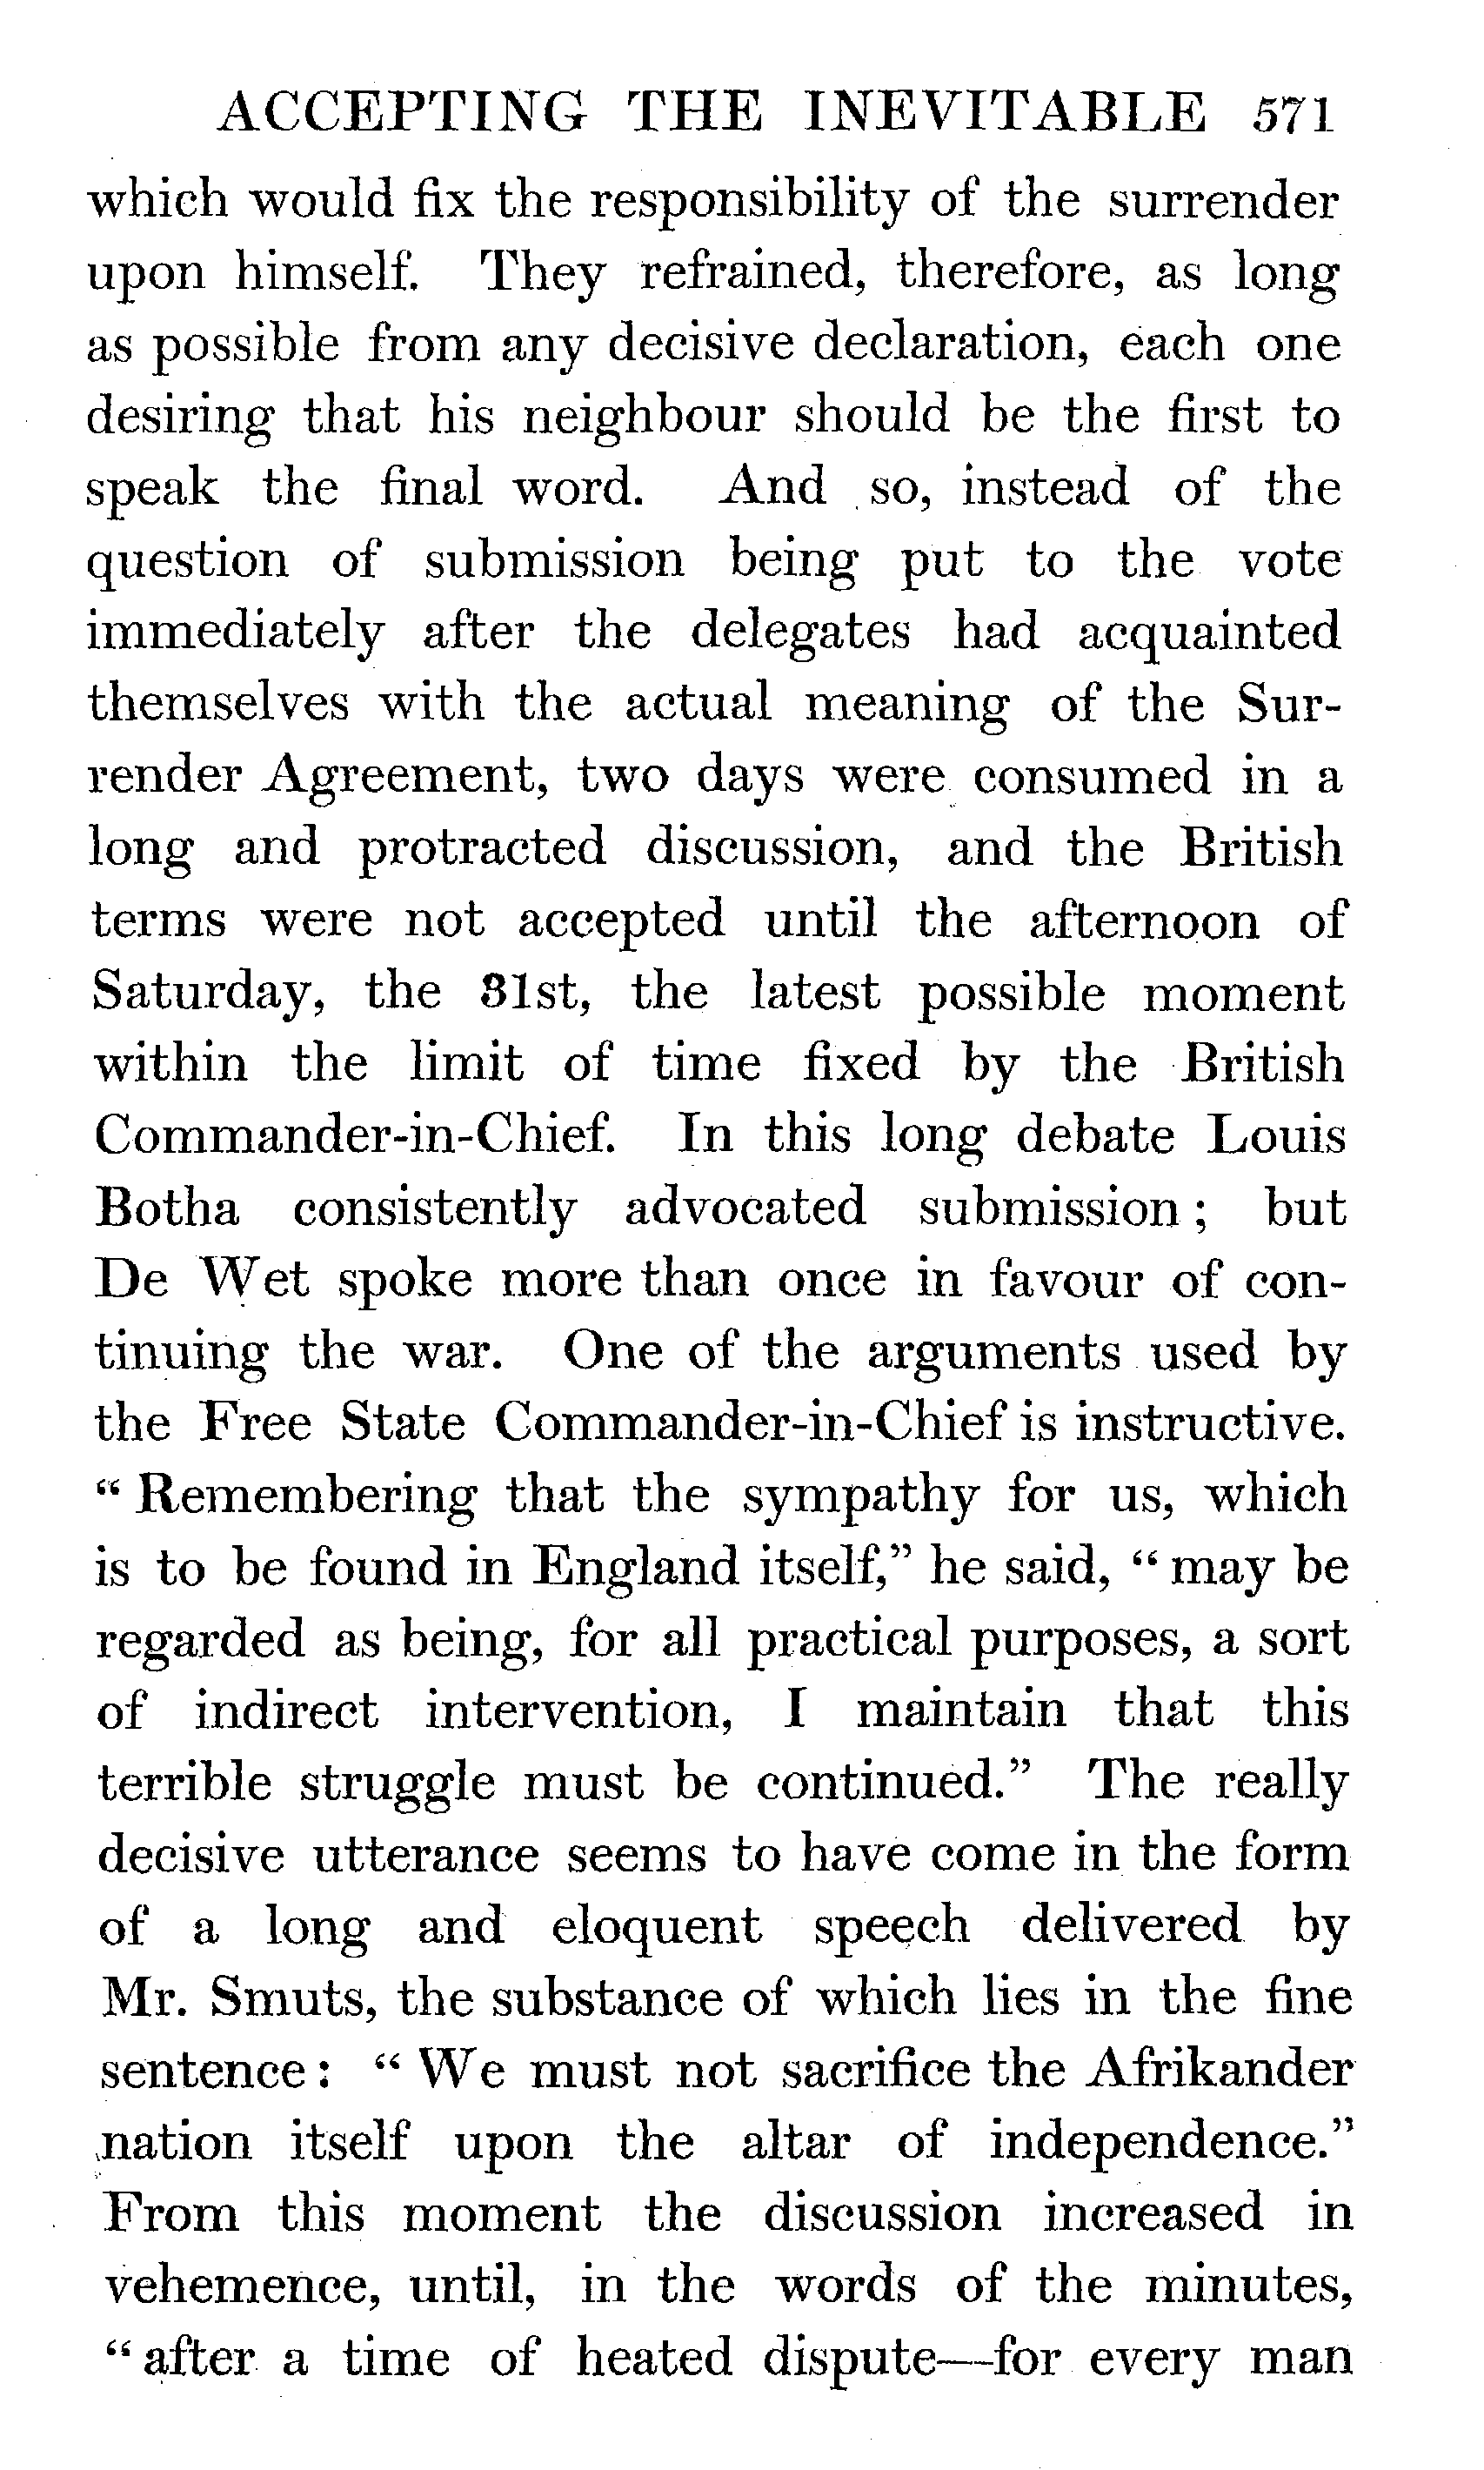 ACCEPTING THE INEVITABLE 571
which would fix the responsibility of the surrender
upon himself. They refrained, therefore, as long
as possible from any decisive declaration, each one
desiring that his neighbour should be the first to
speak the final word. And so, instead of the
question of submission being put to the vote
immediately after the delegates had acquainted
themselves with the actual meaning of the Sur-
render Agreement, two days were consumed in a
long and protracted discussion, and the British
terms were not accepted until the afternoon of
Saturday, the 31st, the latest possible moment
within the limit of time fixed by the British
Commander-in-Chief. In this long debate Louis
Botha consistently advocated submission; but
De Wet spoke more than once in favour of con-
tinuing the war. One of the arguments used by
the Free State Commander-in-Chief is instructive.
“Remembering that the sympathy for us, which
is to be found in England itself,” he said, “may be
regarded as being, for all practical purposes, a sort
of indirect intervention, I maintain that this
terrible struggle must be continued.” The really
decisive utterance seems to have come in the form
of a long and eloquent speech delivered by
Mr. Smuts, the substance of which lies in the fine
sentence: “We must not sacrifice the Afrikander
nation itself upon the altar of independence.”
From this moment the discussion increased in
vehemence, until, in the words of the minutes,
“after a time of heated dispute—for every man